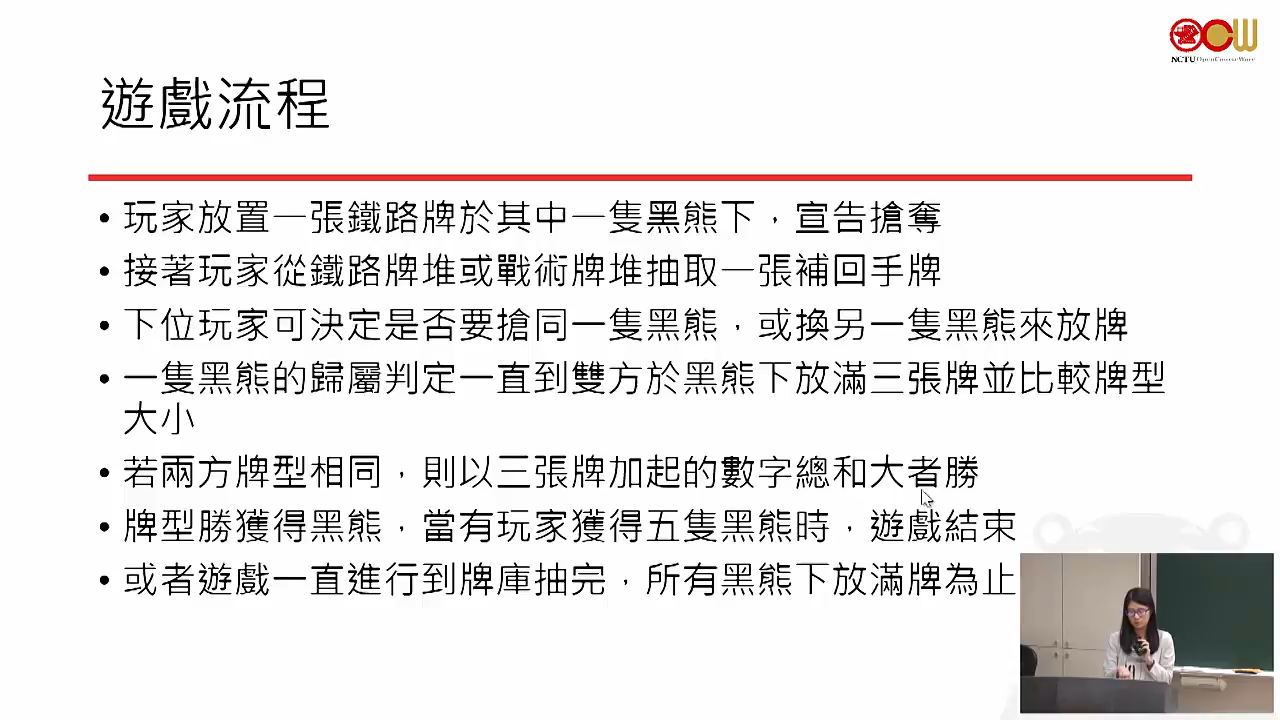 NCTU OpenCourseWare
遊戲流程
• 玩家放置一張鐵路牌於其中一隻黑熊下，宣告搶奪
• 接著玩家從鐵路牌堆或戰術牌堆抽取一張補回手牌
• 下位玩家可決定是否要搶同一隻黑熊，或換另一隻黑熊來放牌
• 一隻黑熊的歸屬判定一直到雙方於黑熊下放滿三張牌並比較牌型
大小
• 若兩方牌型相同，則以三張牌加起的數字總和大者勝
• 牌型勝獲得黑熊，當有玩家獲得五隻黑熊時，遊戲結束
• 或者遊戲一直進行到牌庫抽完，所有黑熊下放滿牌為止